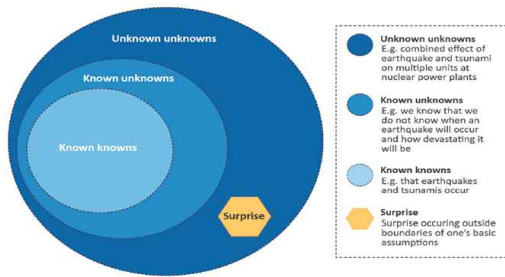 Unknown unknowns
Known unknowns
Known knowns
Surprise
Unknown unknowns
E.g. combined effect of
earthquake and tsunami
on multiple units at
nuclear power plants
Known unknowns
E.g. we know that we
do not know when an
earthquake will occur
and how devastating it
will be
Known knowns
E.g. that earthquakes
and tsunamis occur
Surprise
Surprise occuring outside
boundaries of one's basic
assumptions